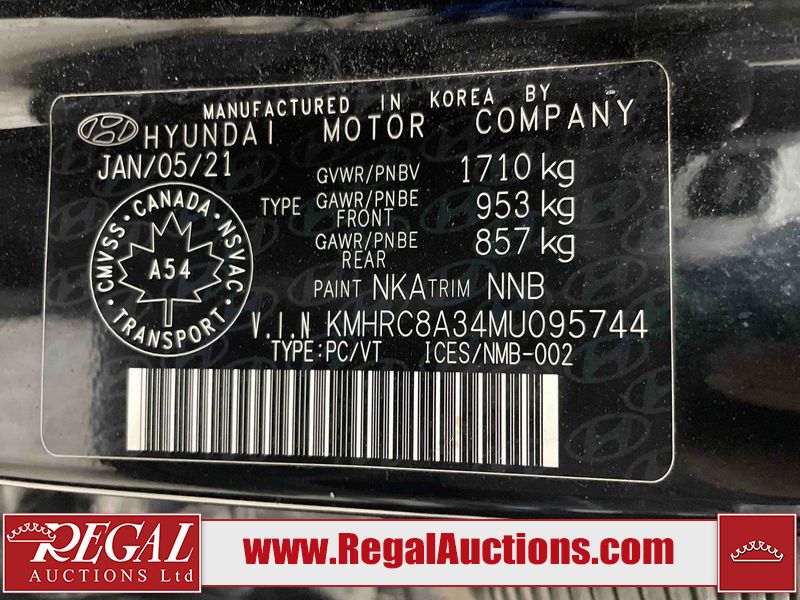 MANUFACTURED IN KOREA BY
HYUNDAI MOTOR COMPANY
JAN/05/21
GVWR/PNBV 1710 kg
TYPE GAWR/PNBE FRONT 953 kg
GAWR/PNBE REAR 857 kg
CMVSS · CANADA · NSVAC · TRANSPORT ·
A54
PAINT NKA TRIM NNB
V.I.N KMHRC8A34MU095744
TYPE:PC/VT ICES/NMB-002
REGAL
AUCTIONS Ltd
www.RegalAuctions.com